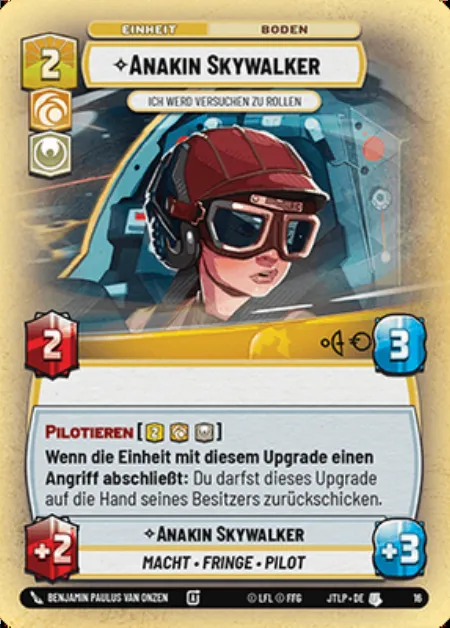 EINHEIT BODEN
2 ANAKIN SKYWALKER
ICH WERD VERSUCHEN ZU ROLLEN
2 3
PILOTIEREN [2]
Wenn die Einheit mit diesem Upgrade einen
Angriff abschließt: Du darfst dieses Upgrade
auf die Hand seines Besitzers zurückschicken.
+2 ANAKIN SKYWALKER +3
MACHT • FRINGE • PILOT
BENJAMIN PAULUS VAN ONZEN © LFL © FFG JTLP • DE 16